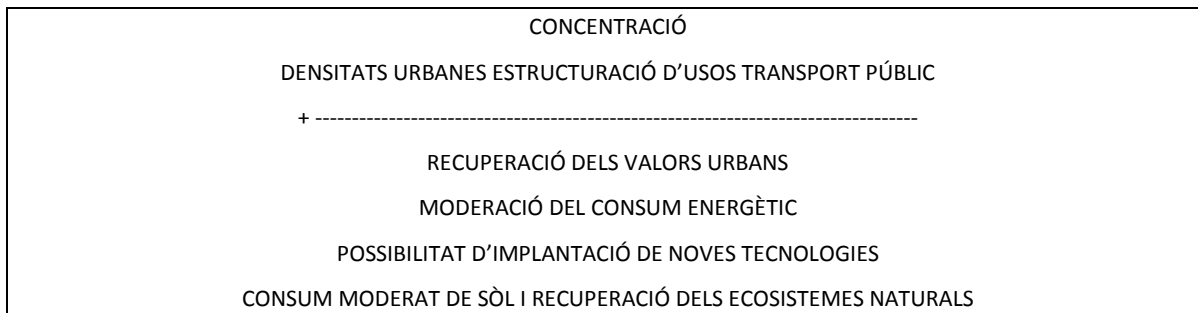 CONCENTRACIÓ
DENSITATS URBANES ESTRUCTURACIÓ D’USOS TRANSPORT PÚBLIC
+ ----------------------------------------------------------------------------------
RECUPERACIÓ DELS VALORS URBANS
MODERACIÓ DEL CONSUM ENERGÈTIC
POSSIBILITAT D’IMPLANTACIÓ DE NOVES TECNOLOGIES
CONSUM MODERAT DE SÒL I RECUPERACIÓ DELS ECOSISTEMES NATURALS